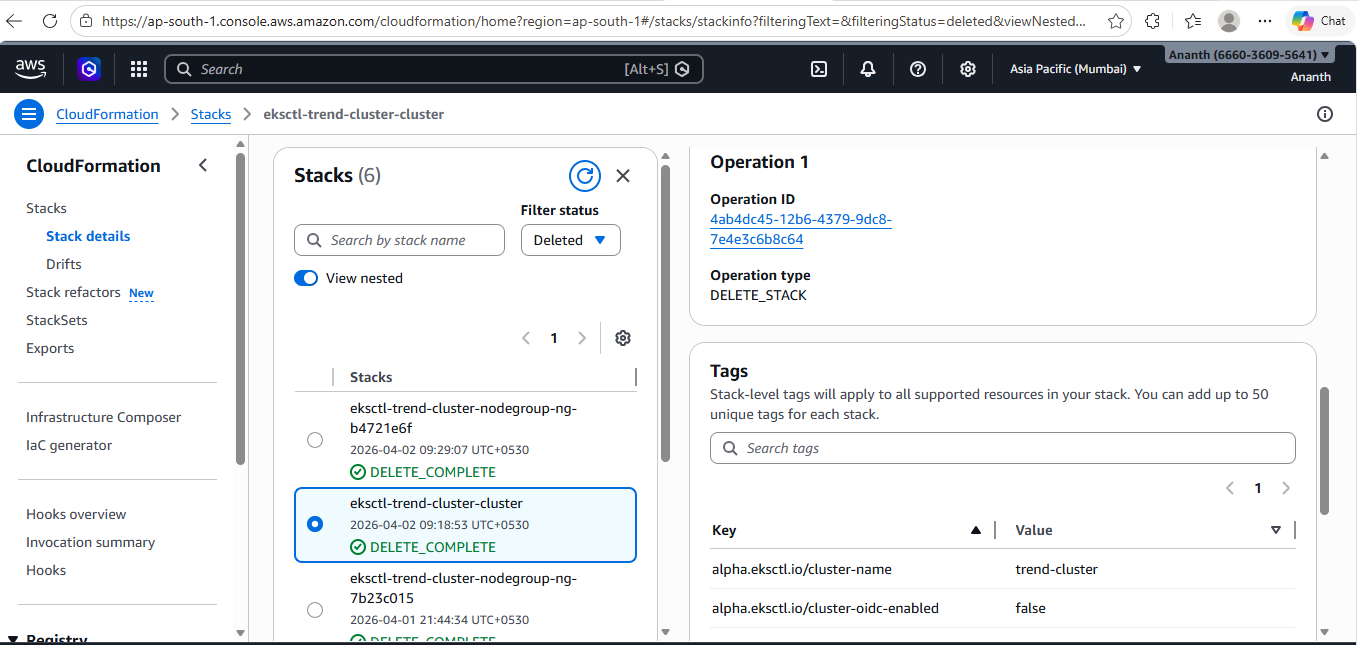 https://ap-south-1.console.aws.amazon.com/cloudformation/home?region=ap-south-1#/stacks/stackinfo?filteringText=&filteringStatus=deleted&viewNested...
Chat
aws
Search
[Alt+S]
Asia Pacific (Mumbai)
Ananth (6660-3609-5641)
Ananth
CloudFormation
Stacks
eksctl-trend-cluster-cluster
CloudFormation
Stacks
Stack details
Drifts
Stack refactors New
StackSets
Exports
Infrastructure Composer
IaC generator
Hooks overview
Invocation summary
Hooks
Registry
Stacks (6)
Filter status
Search by stack name
Deleted
View nested
1
Stacks
eksctl-trend-cluster-nodegroup-ng-
b4721e6f
2026-04-02 09:29:07 UTC+0530
DELETE_COMPLETE
eksctl-trend-cluster-cluster
2026-04-02 09:18:53 UTC+0530
DELETE_COMPLETE
eksctl-trend-cluster-nodegroup-ng-
7b23c015
2026-04-01 21:44:34 UTC+0530
DELETE_COMPLETE
Operation 1
Operation ID
4ab4dc45-12b6-4379-9dc8-
7e4e3c6b8c64
Operation type
DELETE_STACK
Tags
Stack-level tags will apply to all supported resources in your stack. You can add up to 50
unique tags for each stack.
Search tags
1
Key
Value
alpha.eksctl.io/cluster-name
trend-cluster
alpha.eksctl.io/cluster-oidc-enabled
false